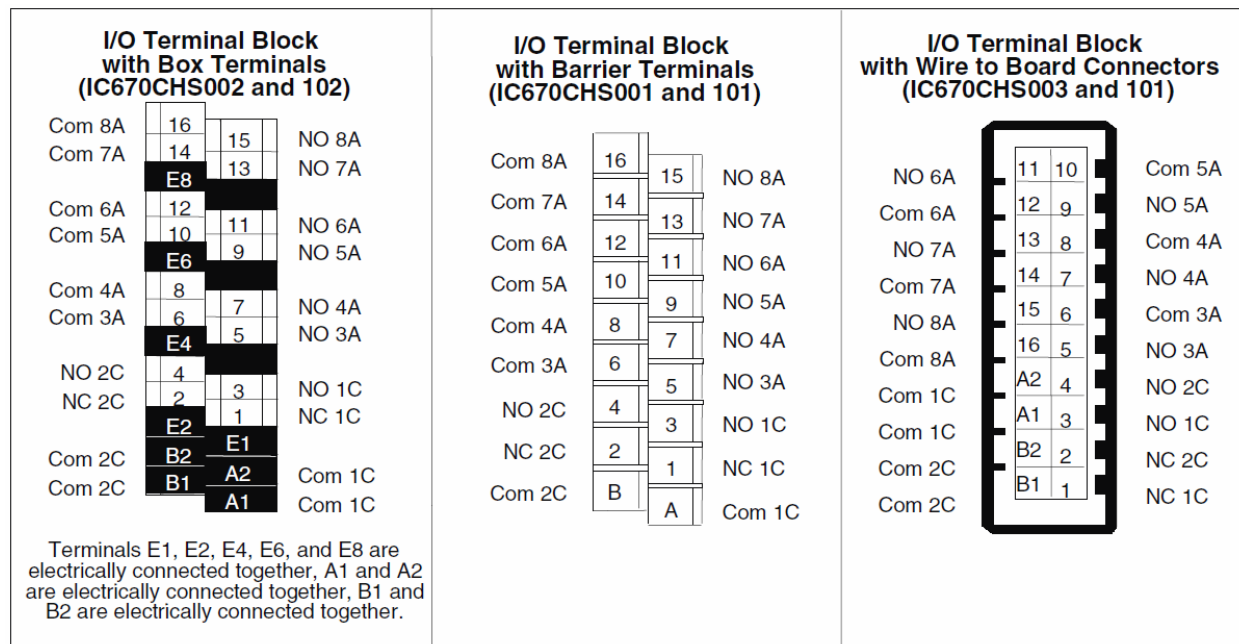 I/O Terminal Block
with Box Terminals
(IC670CHS002 and 102)
Com 8A 16
15 NO 8A
Com 7A 14
13 NO 7A
E8
Com 6A 12
11 NO 6A
Com 5A 10
9 NO 5A
E6
Com 4A 8
7 NO 4A
Com 3A 6
5 NO 3A
E4
NO 2C 4
3 NO 1C
NC 2C 2
1 NC 1C
E2
E1
Com 2C B2
A2 Com 1C
Com 2C B1
A1 Com 1C
Terminals E1, E2, E4, E6, and E8 are
electrically connected together, A1 and A2
are electrically connected together, B1 and
B2 are electrically connected together.
I/O Terminal Block
with Barrier Terminals
(IC670CHS001 and 101)
Com 8A 16
15 NO 8A
Com 7A 14
13 NO 7A
Com 6A 12
11 NO 6A
Com 5A 10
9 NO 5A
Com 4A 8
7 NO 4A
Com 3A 6
5 NO 3A
NO 2C 4
3 NO 1C
NC 2C 2
1 NC 1C
Com 2C B
A Com 1C
I/O Terminal Block
with Wire to Board Connectors
(IC670CHS003 and 101)
NO 6A 11 10 Com 5A
Com 6A 12 9 NO 5A
NO 7A 13 8 Com 4A
Com 7A 14 7 NO 4A
NO 8A 15 6 Com 3A
Com 8A 16 5 NO 3A
Com 1C A2 4 NO 2C
Com 1C A1 3 NO 1C
Com 2C B2 2 NC 2C
Com 2C B1 1 NC 1C